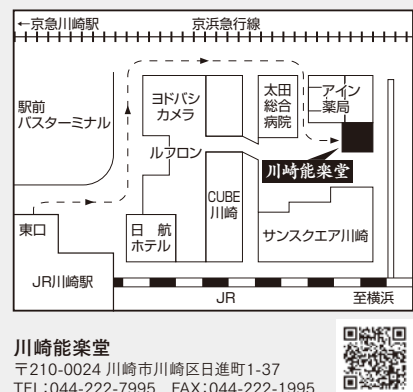 ←京急川崎駅
京浜急行線
駅前
バスターミナル
ヨドバシ
カメラ
太田
総合
病院
アイン
薬局
ルフロン
川崎能楽堂
CUBE
川崎
東口
日 航
ホテル
サンスクエア川崎
JR川崎駅
JR
至横浜
川崎能楽堂
〒210-0024 川崎市川崎区日進町1-37
TEL:044-222-7995 FAX:044-222-1995